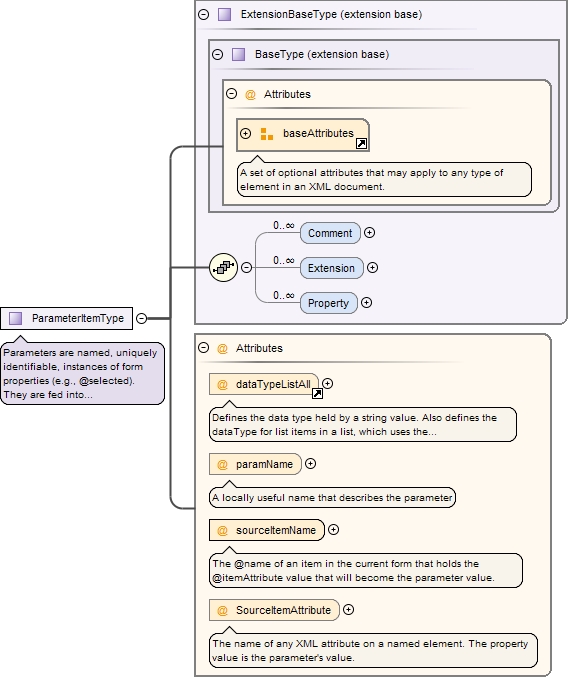 ExtensionBaseType (extension base)
BaseType (extension base)
@ Attributes
baseAttributes
A set of optional attributes that may apply to any type of
element in an XML document.
0..∞
Comment
0..∞
Extension
0..∞
Property
ParameterItemType
Parameters are named, uniquely
identifiable, instances of form
properties (e.g., @selected).
They are fed into...
@ Attributes
@ dataTypeListAll
Defines the data type held by a string value. Also defines the
dataType for list items in a list, which uses the...
@ paramName
A locally useful name that describes the parameter
@ sourceItemName
The @name of an item in the current form that holds the
@itemAttribute value that will become the parameter value.
@ SourceItemAttribute
The name of any XML attribute on a named element. The property
value is the parameter's value.